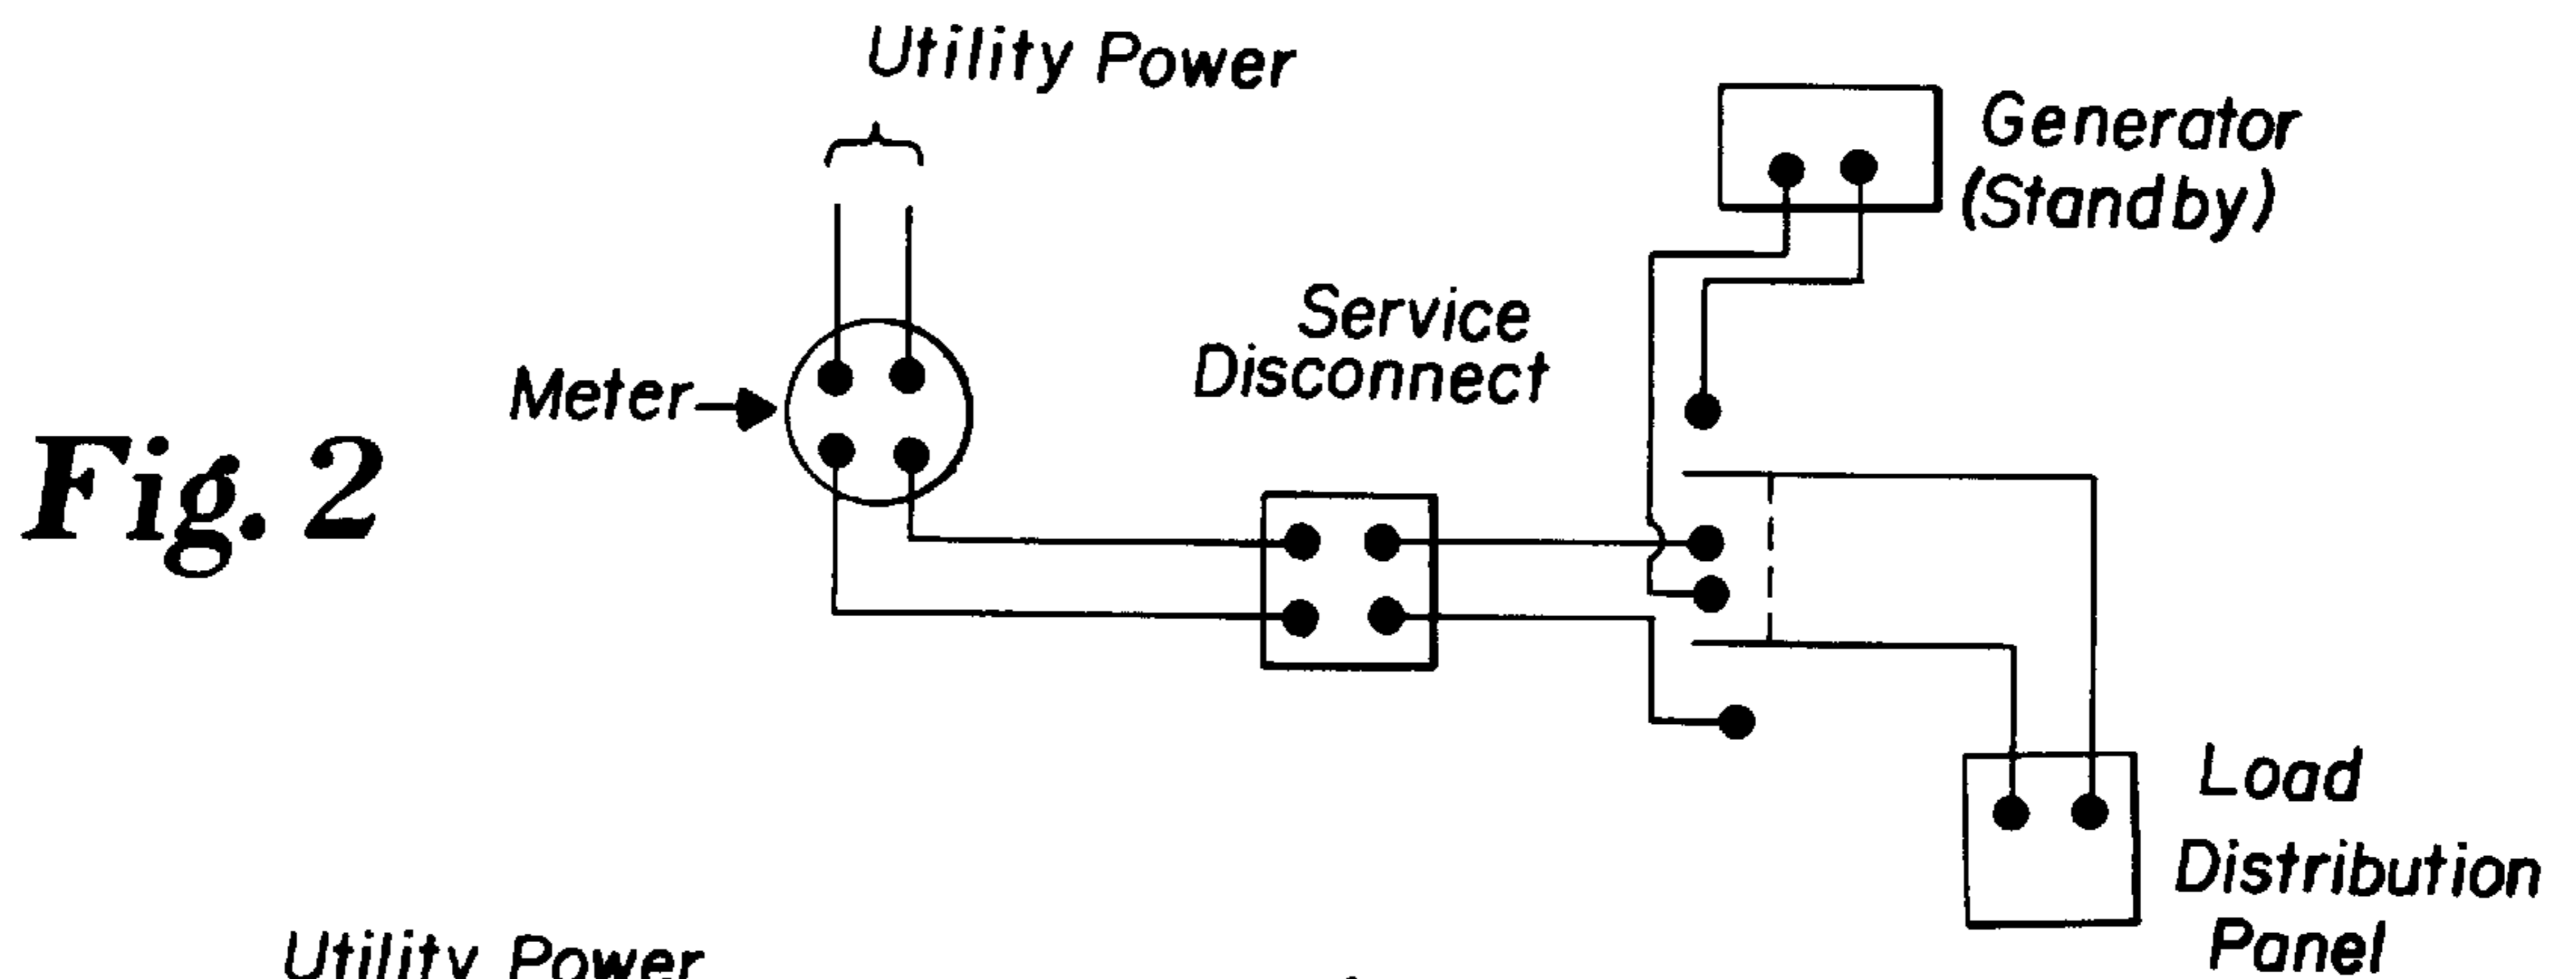 Utility Power
Generator
(Standby)
Service
Disconnect
Meter
Fig. 2
Load
Distribution
Panel
Utility Power